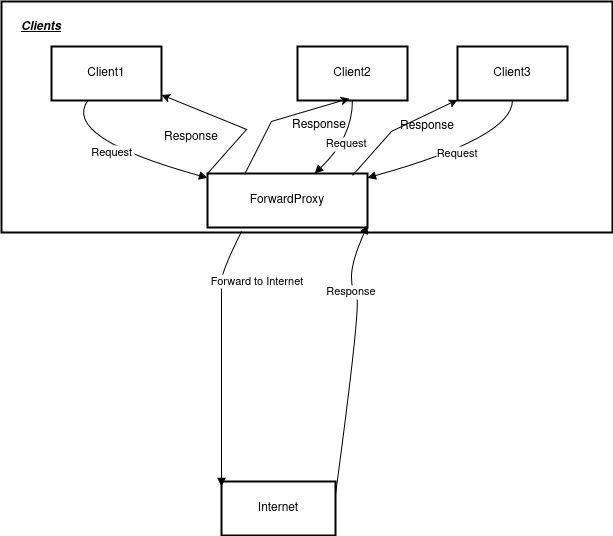 Clients
Client1
Client2
Client3
Response
Response
Response
Request
Request
Request
ForwardProxy
Forward to Internet
Response
Internet